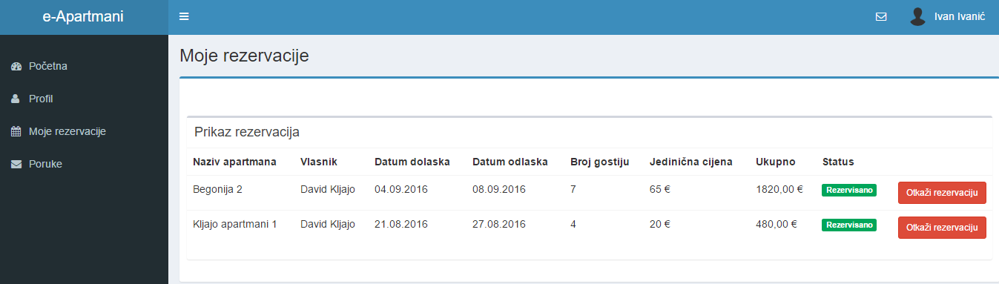 e-Apartmani
Ivan Ivanić
Početna
Profil
Moje rezervacije
Poruke
Moje rezervacije
Prikaz rezervacija
Naziv apartmana Vlasnik Datum dolaska Datum odlaska Broj gostiju Jedinična cijena Ukupno Status
Begonija 2 David Kljajo 04.09.2016 08.09.2016 7 65 € 1820,00 € Rezervisano Otkaži rezervaciju
Kljajo apartmani 1 David Kljajo 21.08.2016 27.08.2016 4 20 € 480,00 € Rezervisano Otkaži rezervaciju